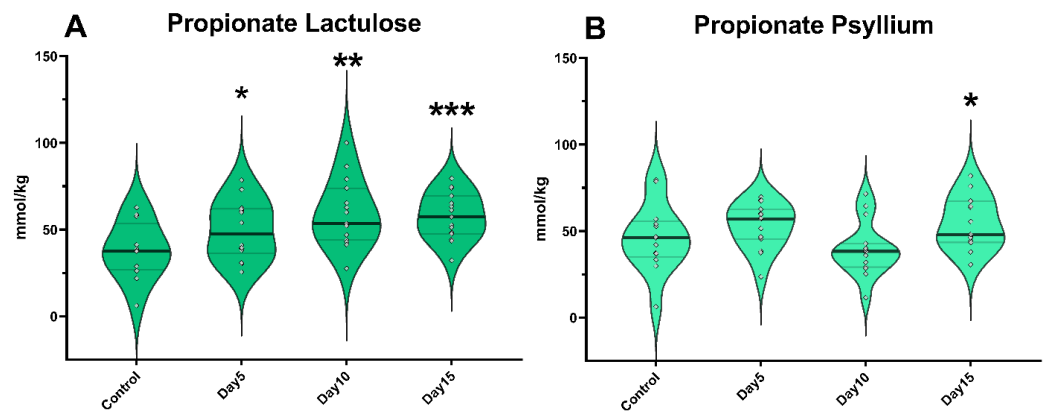 A
Propionate Lactulose
150
100
50
0
mmol/kg
*
**
***
Control
Day5
Day10
Day15
B
Propionate Psyllium
150
100
50
0
mmol/kg
*
Control
Day5
Day10
Day15